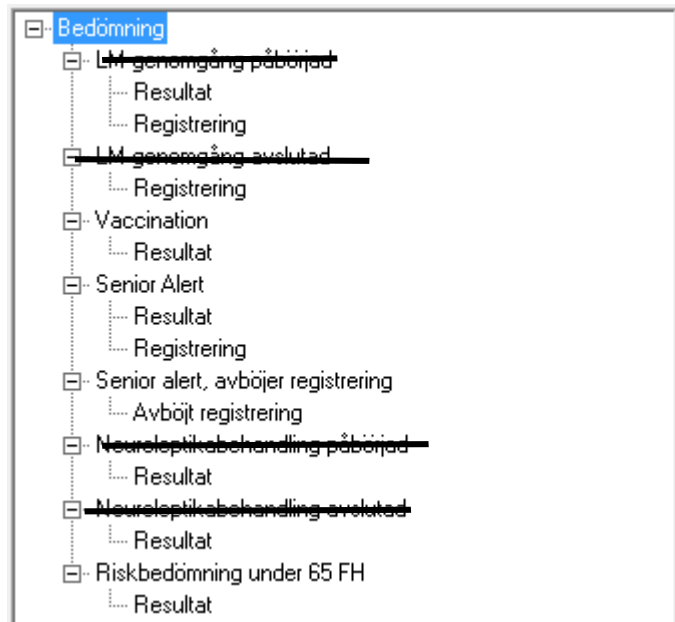 Bedömning
LM genomgång påbörjad
Resultat
Registrering
LM genomgång avslutad
Registrering
Vaccination
Resultat
Senior Alert
Resultat
Registrering
Senior alert, avböjer registrering
Avböjt registrering
Neuroleptikabehandling påbörjad
Resultat
Neuroleptikabehandling avslutad
Resultat
Riskbedömning under 65 FH
Resultat